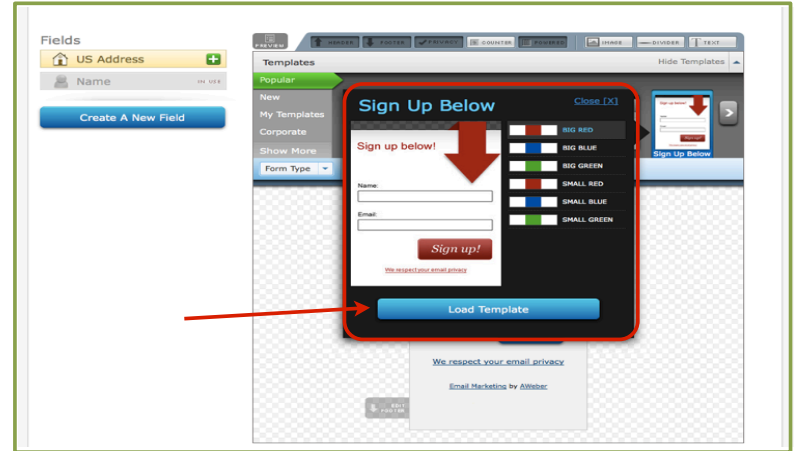 Fields
US Address
Name
IN USE
Create A New Field
PREVIEW
HEADER
FOOTER
PRIVACY
COUNTER
POWERED
IMAGE
DIVIDER
TEXT
Templates
Hide Templates
Popular
New
My Templates
Corporate
Show More
Form Type
Sign Up Below
Close [X]
Sign up below!
Name:
Email:
Sign up!
We respect your email privacy
BIG RED
BIG BLUE
BIG GREEN
SMALL RED
SMALL BLUE
SMALL GREEN
Load Template
Sign Up Below
We respect your email privacy
Email Marketing by AWeber
EDIT
FOOTER